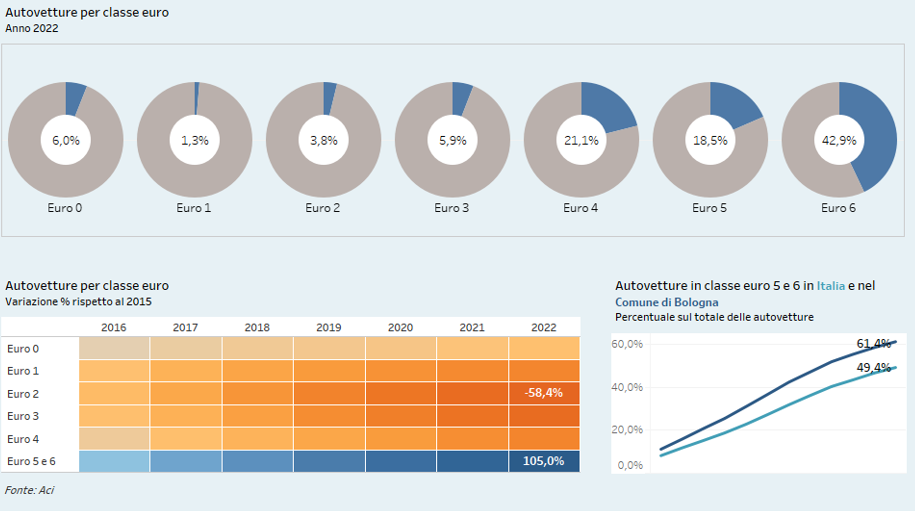 Autovetture per classe euro
Anno 2022
6,0%
1,3%
3,8%
5,9%
21,1%
18,5%
42,9%
Euro 0
Euro 1
Euro 2
Euro 3
Euro 4
Euro 5
Euro 6
Autovetture per classe euro
Variazione % rispetto al 2015
2016 2017 2018 2019 2020 2021 2022
Euro 0
Euro 1
Euro 2 -58,4%
Euro 3
Euro 4
Euro 5 e 6 105,0%
Fonte: Aci
Autovetture in classe euro 5 e 6 in Italia e nel
Comune di Bologna
Percentuale sul totale delle autovetture
60,0%
61,4%
49,4%
40,0%
20,0%
0,0%